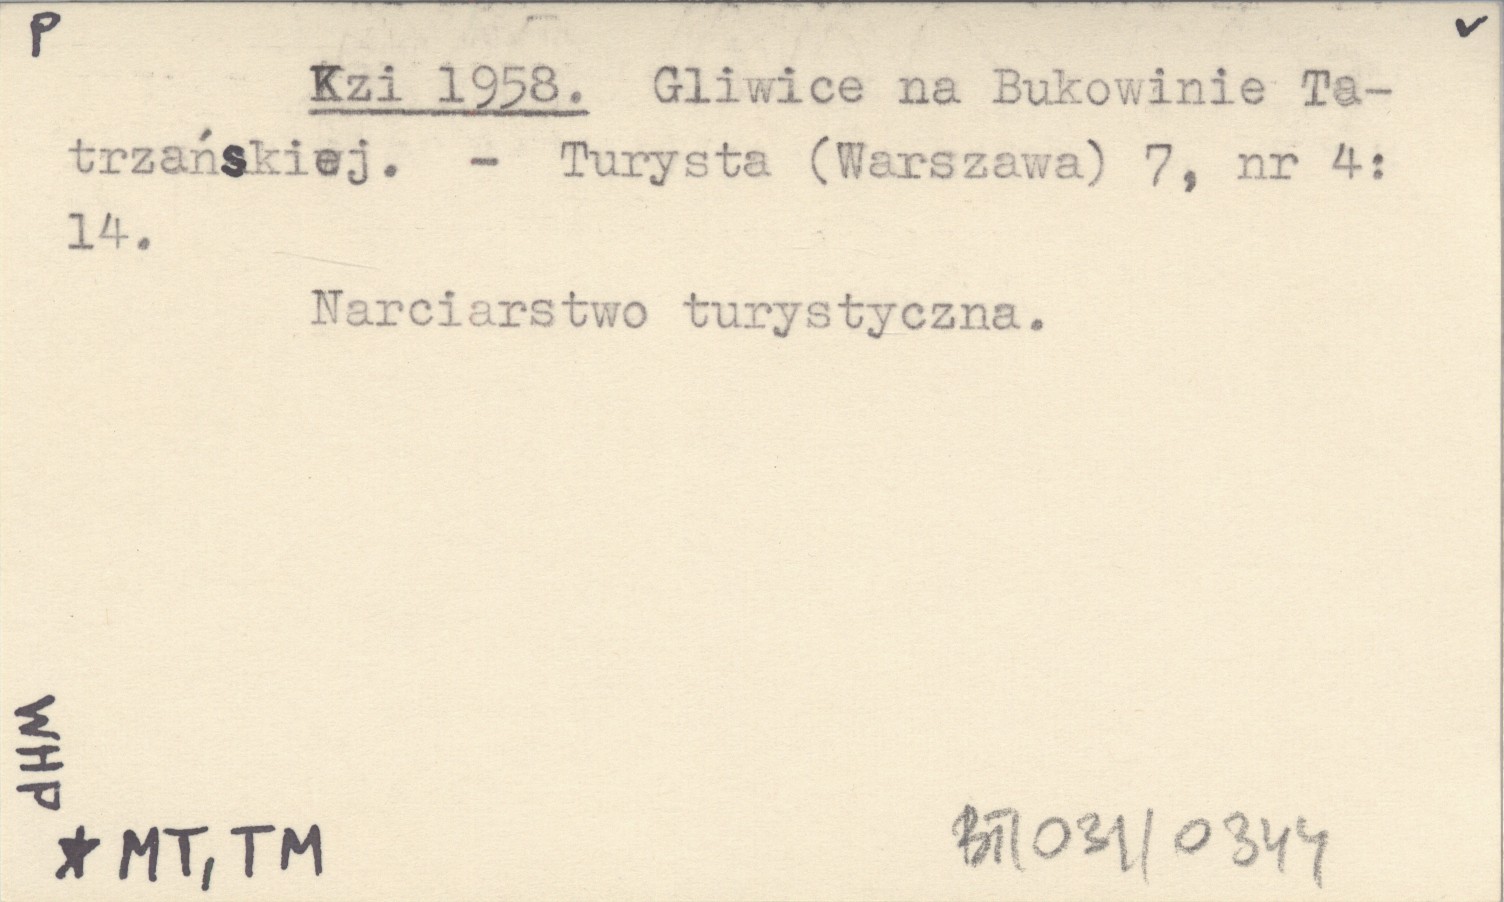 P
Kzi 1958. Gliwice na Bukowinie Ta-
trzańskiej. - Turysta (Warszawa) 7, nr 4:
14.
Narciarstwo turystyczna.
WHP
* MT, TM
BT/031/0344